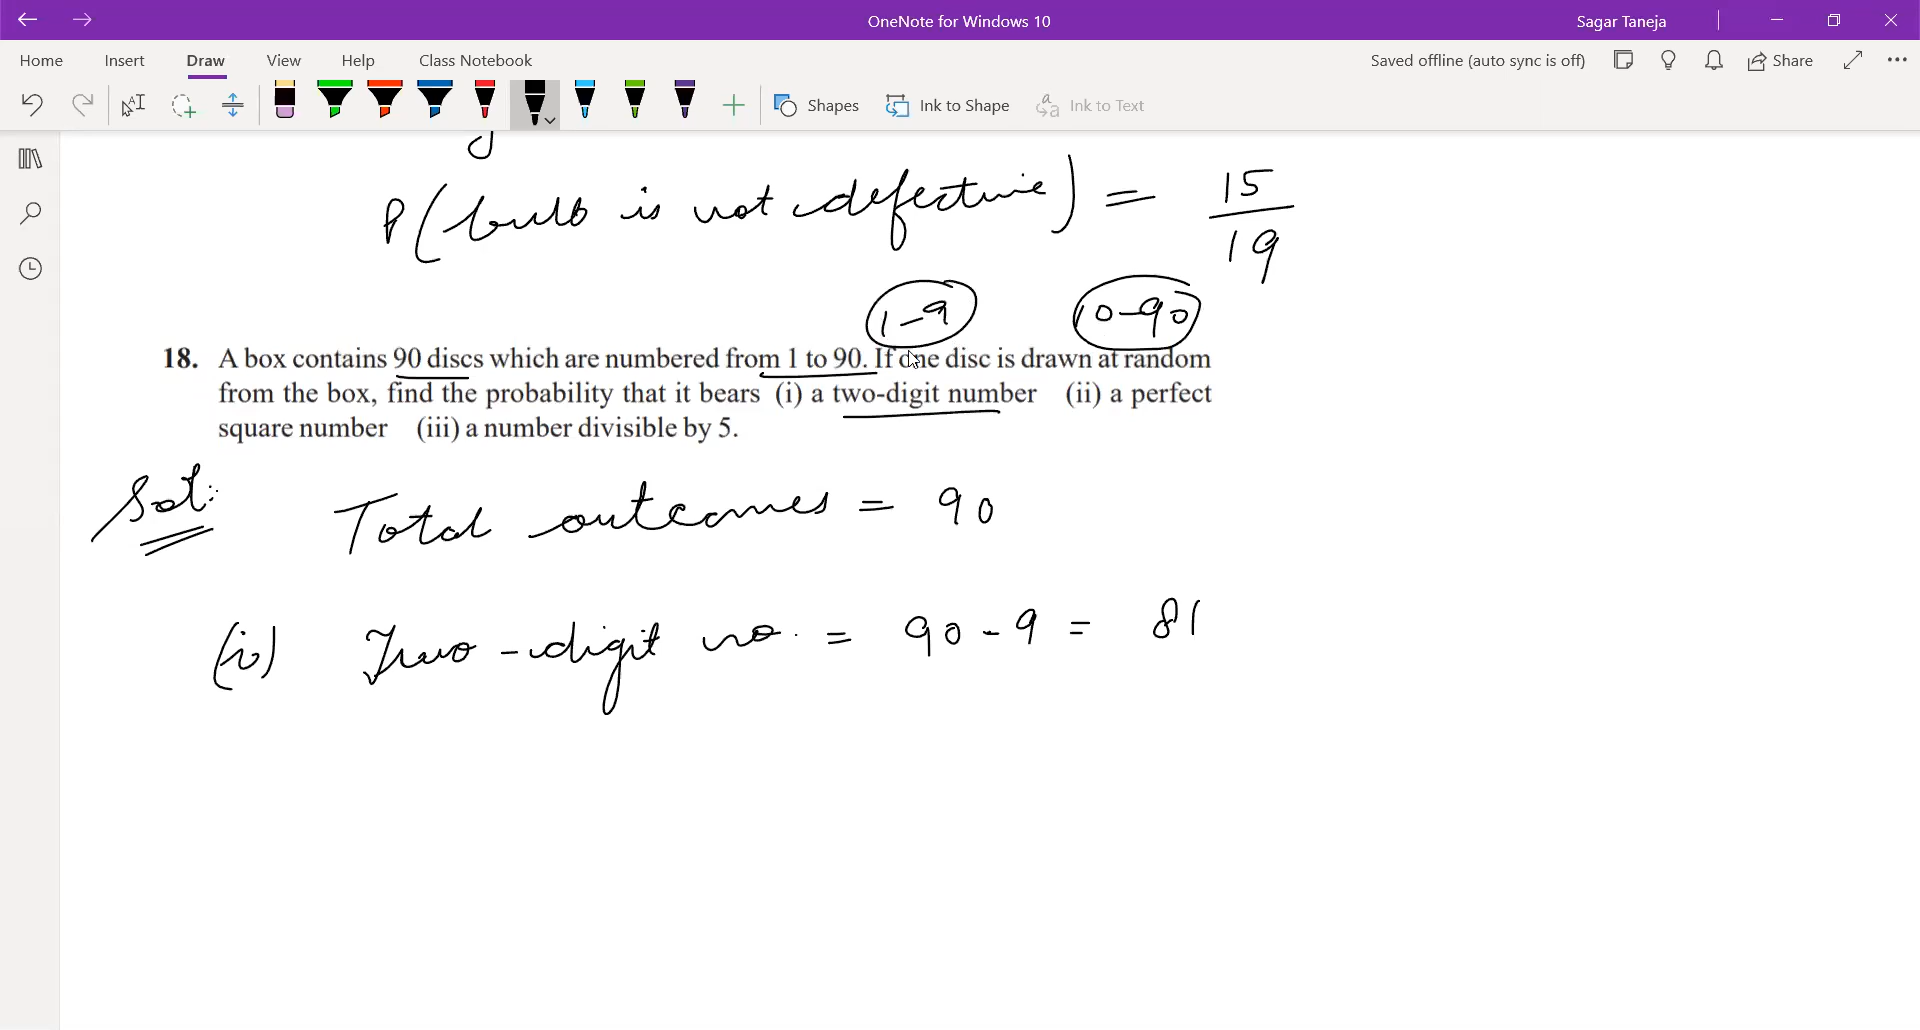 OneNote for Windows 10
Sagar Taneja
Home Insert Draw View Help Class Notebook
Saved offline (auto sync is off) Share
Shapes Ink to Shape Ink to Text
P(bulb is not defective) = 15/19
1-9 10-90
18. A box contains 90 discs which are numbered from 1 to 90. If one disc is drawn at random
from the box, find the probability that it bears (i) a two-digit number (ii) a perfect
square number (iii) a number divisible by 5.
Sol:
Total outcomes = 90
(i) Two-digit no. = 90-9 = 81